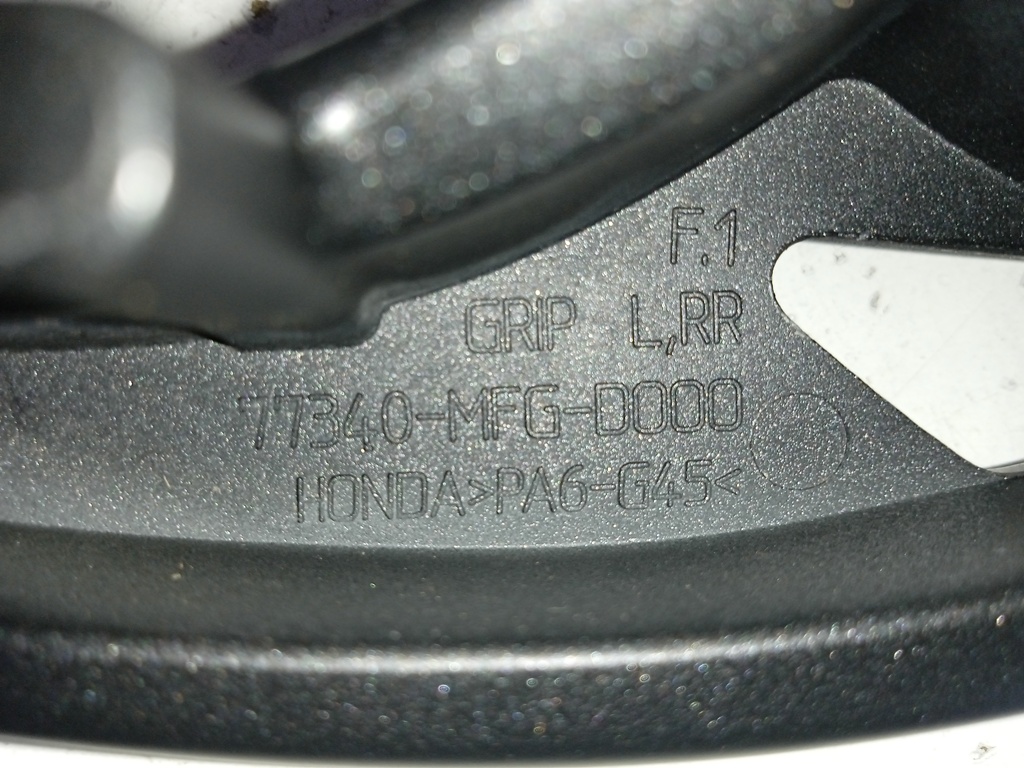 F.1
GRIP L,RR
77340-MFG-D000
HONDA>PA6-G45<